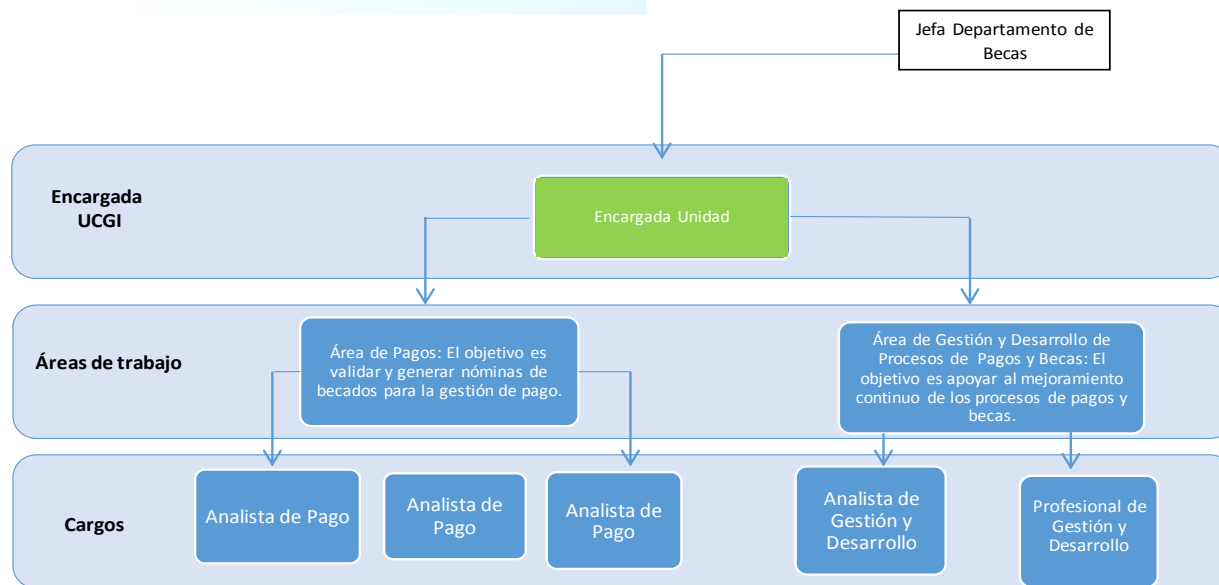 Jefa Departamento de
Becas
Encargada
UCGI
Encargada Unidad
Áreas de trabajo
Área de Pagos: El objetivo es
validar y generar nóminas de
becados para la gestión de pago.
Área de Gestión y Desarrollo de
Procesos de Pagos y Becas: El
objetivo es apoyar al mejoramiento
continuo de los procesos de pagos y
becas.
Cargos
Analista de Pago
Analista de
Pago
Analista de
Pago
Analista de
Gestión y
Desarrollo
Profesional de
Gestión y
Desarrollo